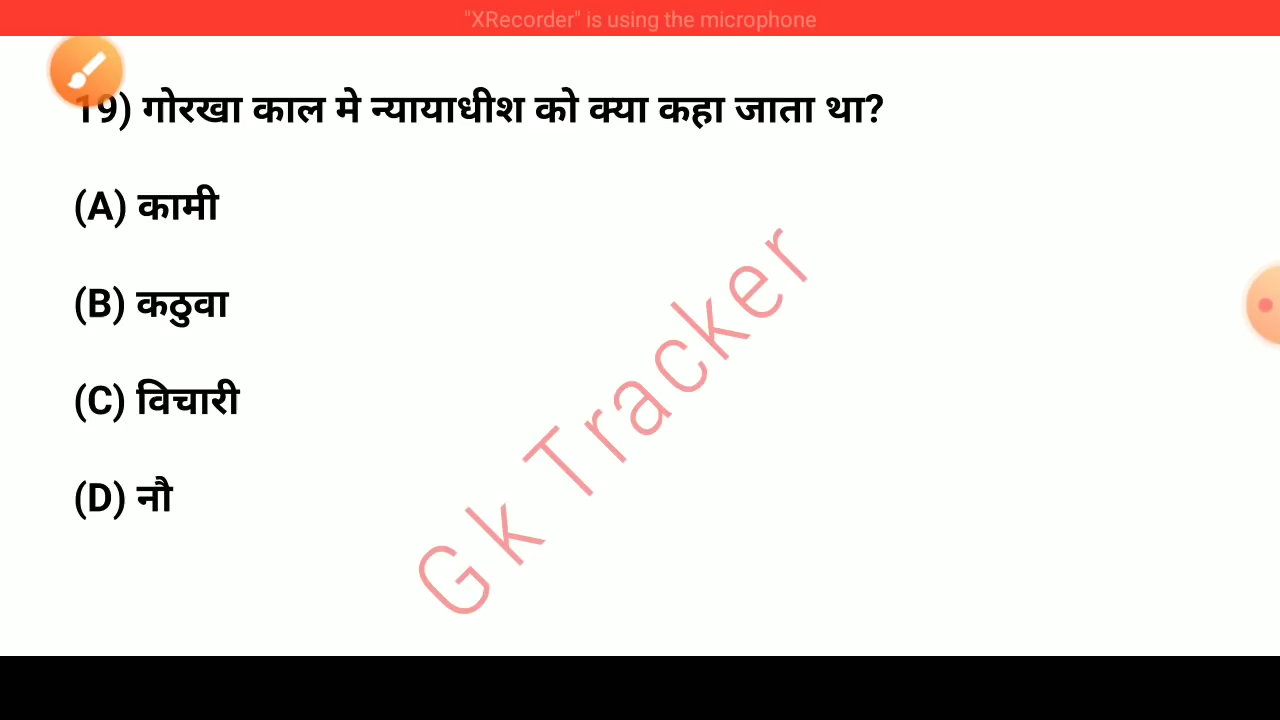 "XRecorder" is using the microphone
19) गोरखा काल मे न्यायाधीश को क्या कहा जाता था?
(A) कामी
(B) कठुवा
(C) विचारी
(D) नौ
Gk Tracker